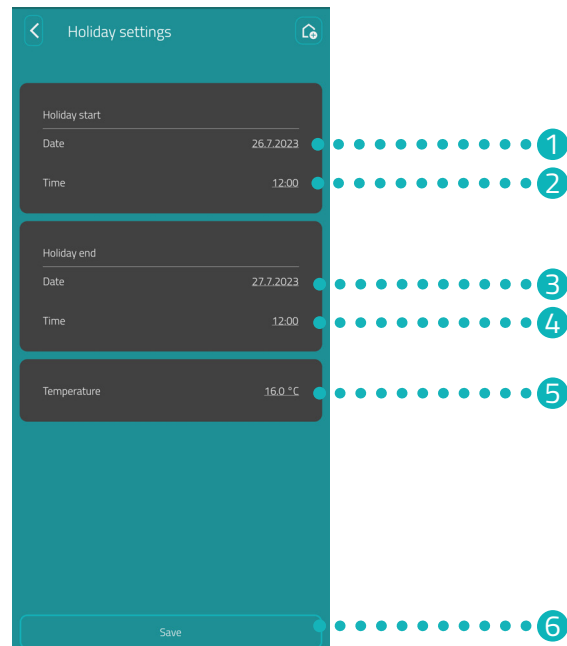 Holiday settings
Holiday start
Date 26.7.2023 1
Time 12:00 2
Holiday end
Date 27.7.2023 3
Time 12:00 4
Temperature 16.0 °C 5
Save 6